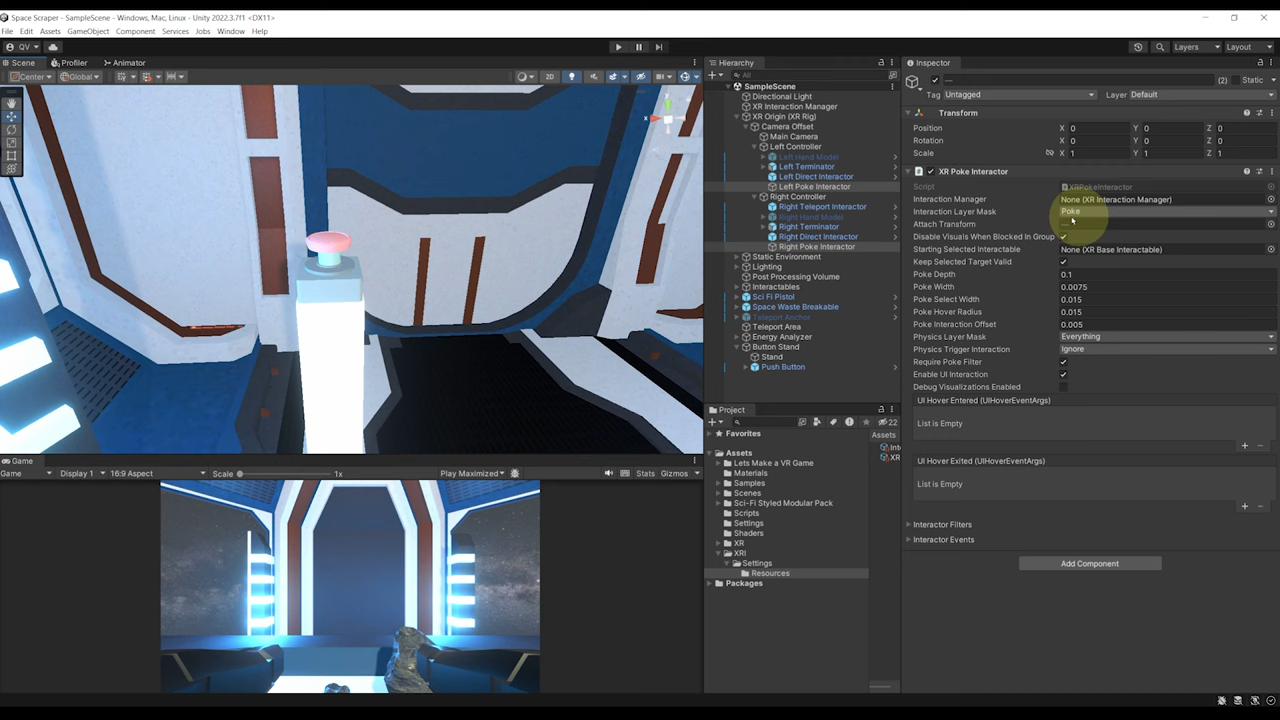 Space Scraper - SampleScene - Windows, Mac, Linux - Unity 2022.3.7f1 <DX11>
File Edit Assets GameObject Component Services Jobs Window Help
QV Layers Layout
Scene Profiler Animator
Center Global 2D
Hierarchy
All
SampleScene
Directional Light
XR Interaction Manager
XR Origin (XR Rig)
Camera Offset
Main Camera
Left Controller
Left Hand Model
Left Terminator
Left Direct Interactor
Left Poke Interactor
Right Controller
Right Teleport Interactor
Right Hand Model
Right Terminator
Right Direct Interactor
Right Poke Interactor
Static Environment
Lighting
Post Processing Volume
Interactables
Sci Fi Pistol
Space Waste Breakable
Teleport Anchor
Teleport Area
Energy Analyzer
Button Stand
Stand
Push Button
Project
22
Favorites
Assets
Lets Make a VR Game
Materials
Samples
Scenes
Sci-Fi Styled Modular Pack
Scripts
Settings
Shaders
XR
XRI
Settings
Resources
Packages
Assets
Inte
XR
Inspector
— (2) Static
Tag Untagged Layer Default
Transform
Position X 0 Y 0 Z 0
Rotation X 0 Y 0 Z 0
Scale X 1 Y 1 Z 1
XR Poke Interactor
Script XRPokeInteractor
Interaction Manager None (XR Interaction Manager)
Interaction Layer Mask Poke
Attach Transform —
Disable Visuals When Blocked In Group
Starting Selected Interactable None (XR Base Interactable)
Keep Selected Target Valid
Poke Depth 0.1
Poke Width 0.0075
Poke Select Width 0.015
Poke Hover Radius 0.015
Poke Interaction Offset 0.005
Physics Layer Mask Everything
Physics Trigger Interaction Ignore
Require Poke Filter
Enable UI Interaction
Debug Visualizations Enabled
UI Hover Entered (UIHoverEventArgs)
List is Empty
UI Hover Exited (UIHoverEventArgs)
List is Empty
Interactor Filters
Interactor Events
Add Component
Game
Game Display 1 16:9 Aspect Scale 1x Play Maximized Stats Gizmos